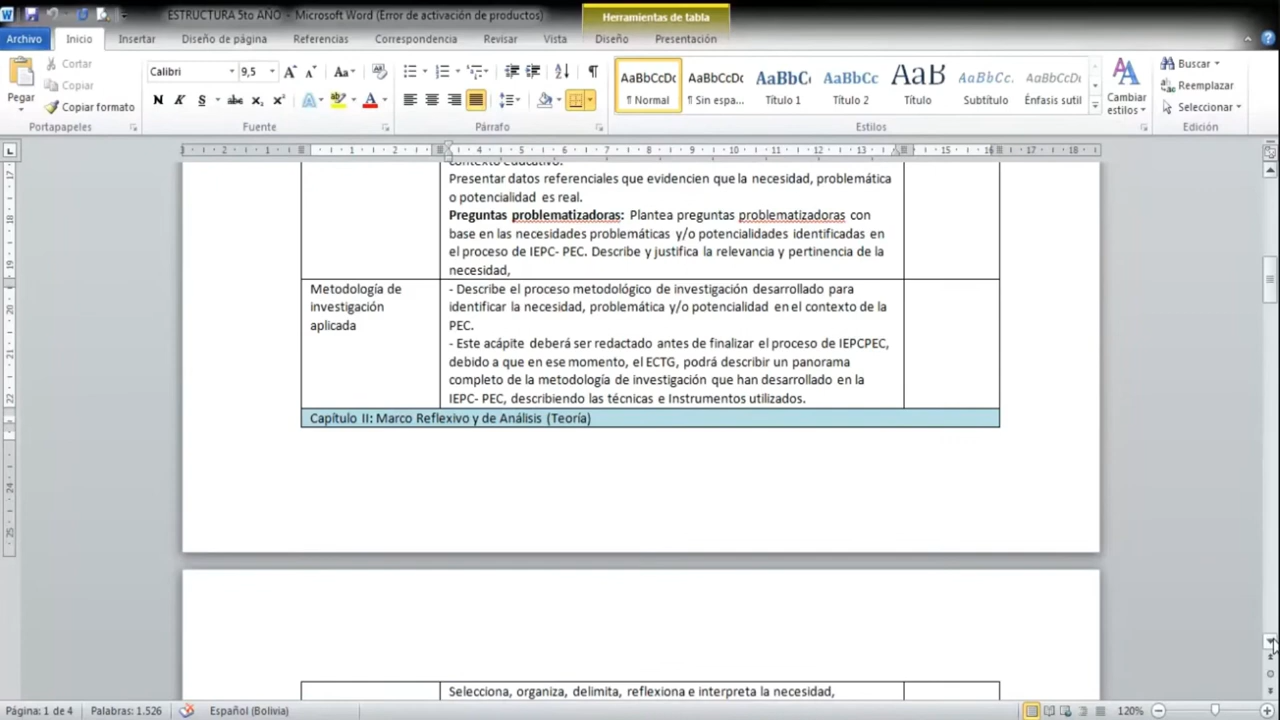 ESTRUCTURA 5to AÑO - Microsoft Word (Error de activación de productos)
Herramientas de tabla
Archivo
Inicio
Insertar
Diseño de página
Referencias
Correspondencia
Revisar
Vista
Diseño
Presentación
Pegar
Cortar
Copiar
Copiar formato
Portapapeles
Calibri
9,5
Fuente
Párrafo
AaBbCcDc
¶ Normal
AaBbCcDc
¶ Sin espa...
AaBbC
Título 1
AaBbCc
Título 2
AaB
Título
AaBbCc.
Subtítulo
AaBbCcDc
Énfasis sutil
Cambiar
estilos
Estilos
Buscar
Reemplazar
Seleccionar
Edición
contexto educativo.
Presentar datos referenciales que evidencien que la necesidad, problemática
o potencialidad es real.
Preguntas problematizadoras: Plantea preguntas problematizadoras con
base en las necesidades problemáticas y/o potencialidades identificadas en
el proceso de IEPC- PEC. Describe y justifica la relevancia y pertinencia de la
necesidad,
Metodología de
investigación
aplicada
- Describe el proceso metodológico de investigación desarrollado para
identificar la necesidad, problemática y/o potencialidad en el contexto de la
PEC.
- Este acápite deberá ser redactado antes de finalizar el proceso de IEPCPEC,
debido a que en ese momento, el ECTG, podrá describir un panorama
completo de la metodología de investigación que han desarrollado en la
IEPC- PEC, describiendo las técnicas e Instrumentos utilizados.
Capítulo II: Marco Reflexivo y de Análisis (Teoría)
Selecciona, organiza, delimita, reflexiona e interpreta la necesidad,
Página: 1 de 4
Palabras: 1.526
Español (Bolivia)
120%